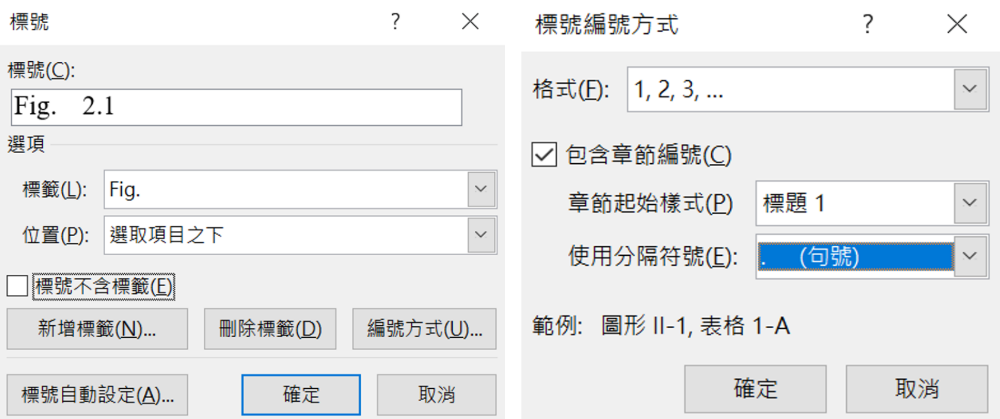 標號
?
標號(C):
Fig. 2.1
選項
標籤(L):
Fig.
位置(P):
選取項目之下
標號不含標籤(E)
新增標籤(N)...
刪除標籤(D)
編號方式(U)...
標號自動設定(A)...
確定
取消
標號編號方式
?
格式(F):
1, 2, 3, ...
包含章節編號(C)
章節起始樣式(P)
標題 1
使用分隔符號(E):
. (句號)
範例: 圖形 II-1, 表格 1-A
確定
取消